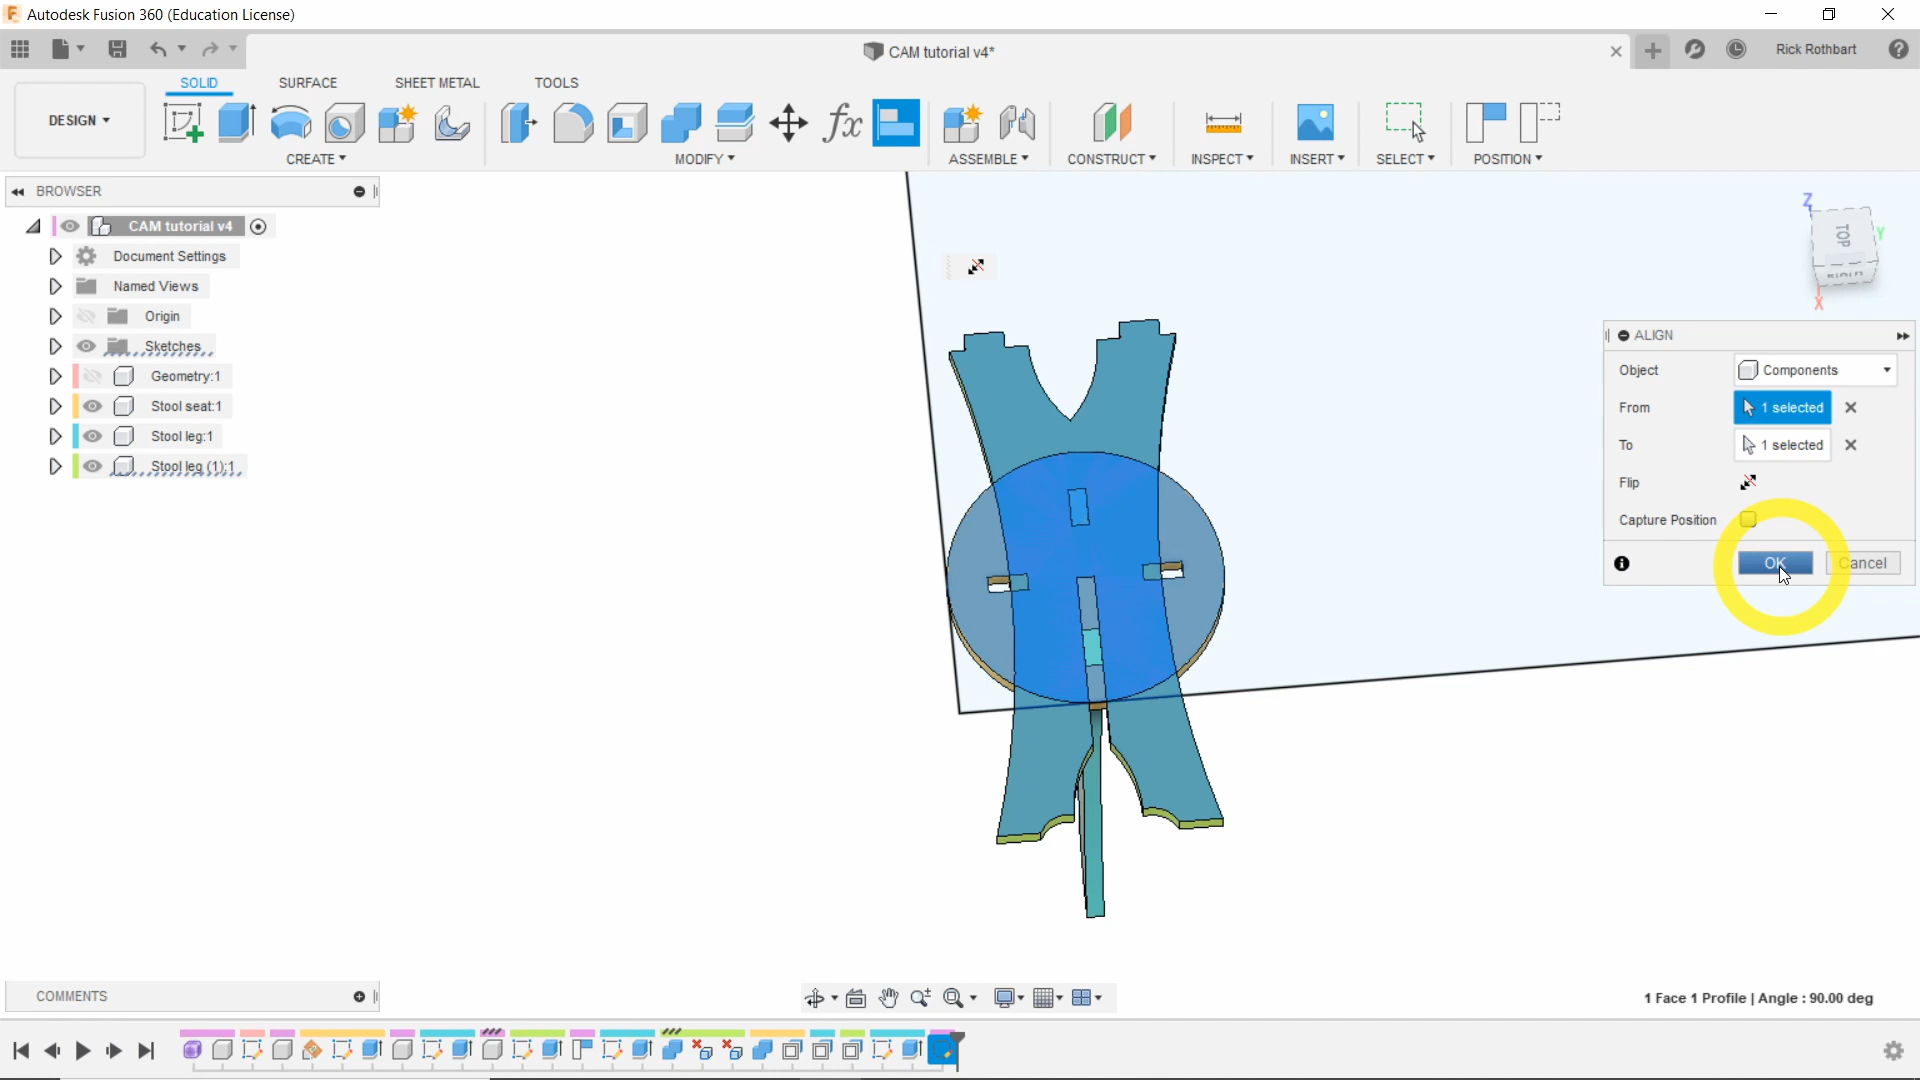 Autodesk Fusion 360 (Education License)
CAM tutorial v4*
Rick Rothbart
SOLID
SURFACE
SHEET METAL
TOOLS
DESIGN
CREATE
MODIFY
ASSEMBLE
CONSTRUCT
INSPECT
INSERT
SELECT
POSITION
BROWSER
CAM tutorial v4
Document Settings
Named Views
Origin
Sketches
Geometry:1
Stool seat:1
Stool leg:1
Stool leg (1):1
Z
TOP
Y
X
ALIGN
Object
Components
From
1 selected
To
1 selected
Flip
Capture Position
OK
Cancel
COMMENTS
1 Face 1 Profile | Angle : 90.00 deg